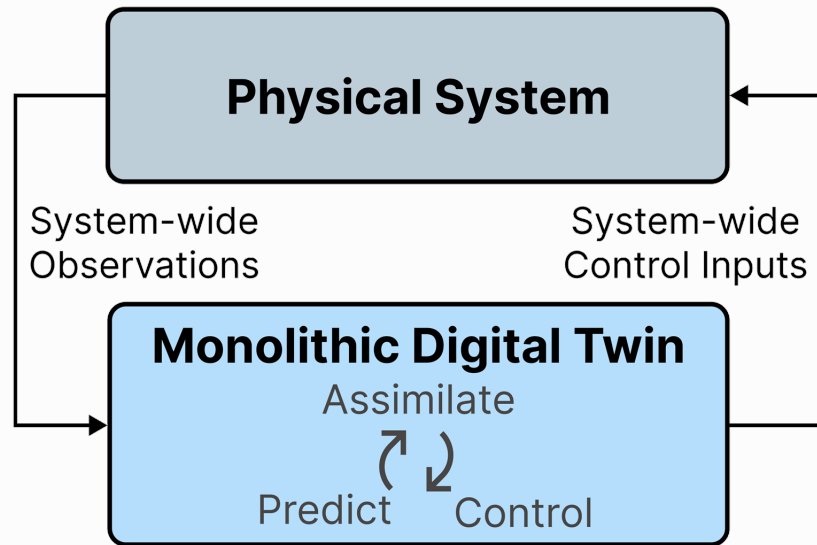 Physical System
System-wide
Observations
System-wide
Control Inputs
Monolithic Digital Twin
Assimilate
Predict
Control